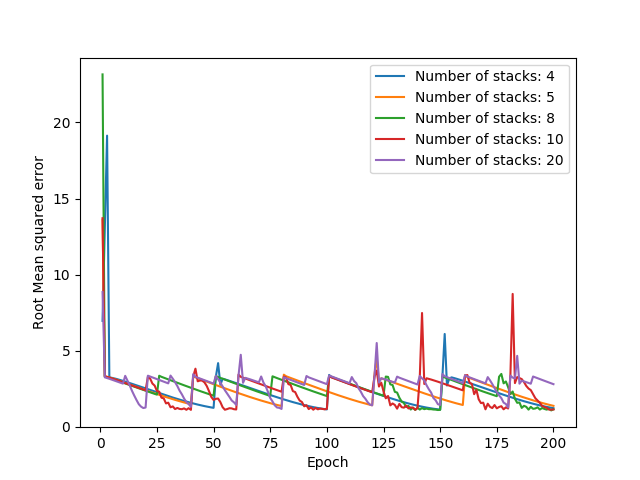 Number of stacks: 4
Number of stacks: 5
Number of stacks: 8
Number of stacks: 10
Number of stacks: 20
Root Mean squared error
20
15
10
5
0
0 25 50 75 100 125 150 175 200
Epoch